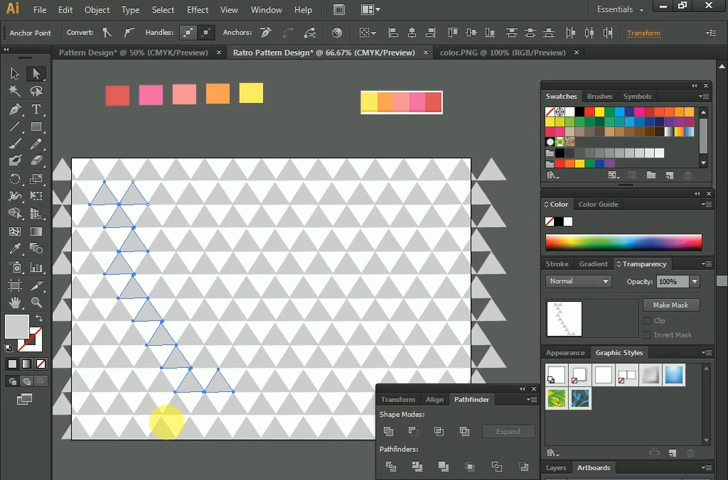 Ai File Edit Object Type Select Effect View Window Help Br Essentials
Anchor Point Convert: Handles: Anchors: Transform
Pattern Design* @ 50% (CMYK/Preview) × Ratro Pattern Design* @ 66.67% (CMYK/Preview) × color.PNG @ 100% (RGB/Preview) ×
Swatches Brushes Symbols
Color Color Guide
Stroke Gradient Transparency
Normal Opacity: 100%
Make Mask
Clip
Invert Mask
Appearance Graphic Styles
Transform Align Pathfinder
Shape Modes:
Expand
Pathfinders:
Layers Artboards